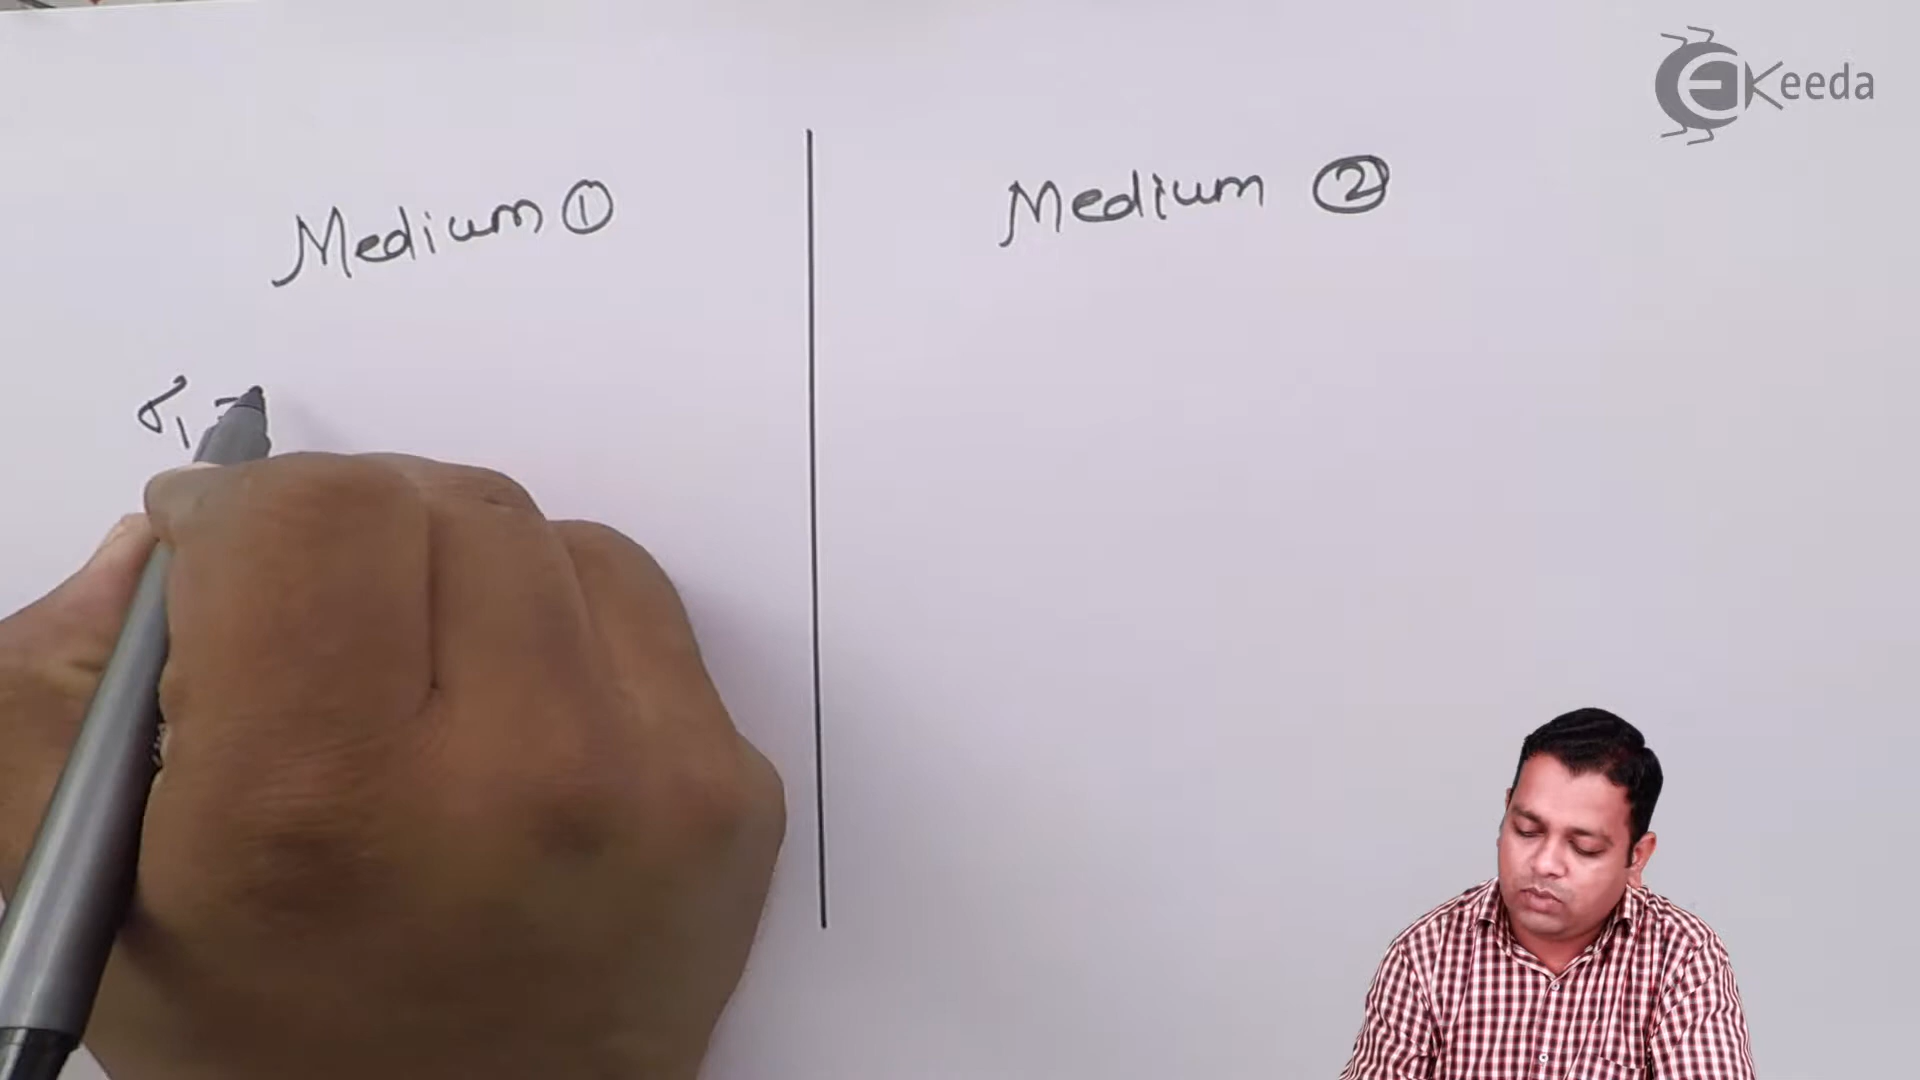 Keeda
Medium ①
Medium ②
σ₁ =